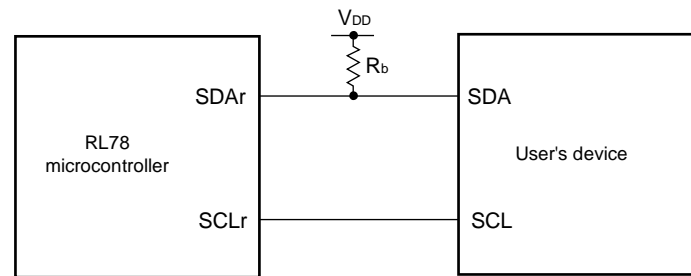 VDD
Rb
SDAr
SDA
RL78
microcontroller
User's device
SCLr
SCL